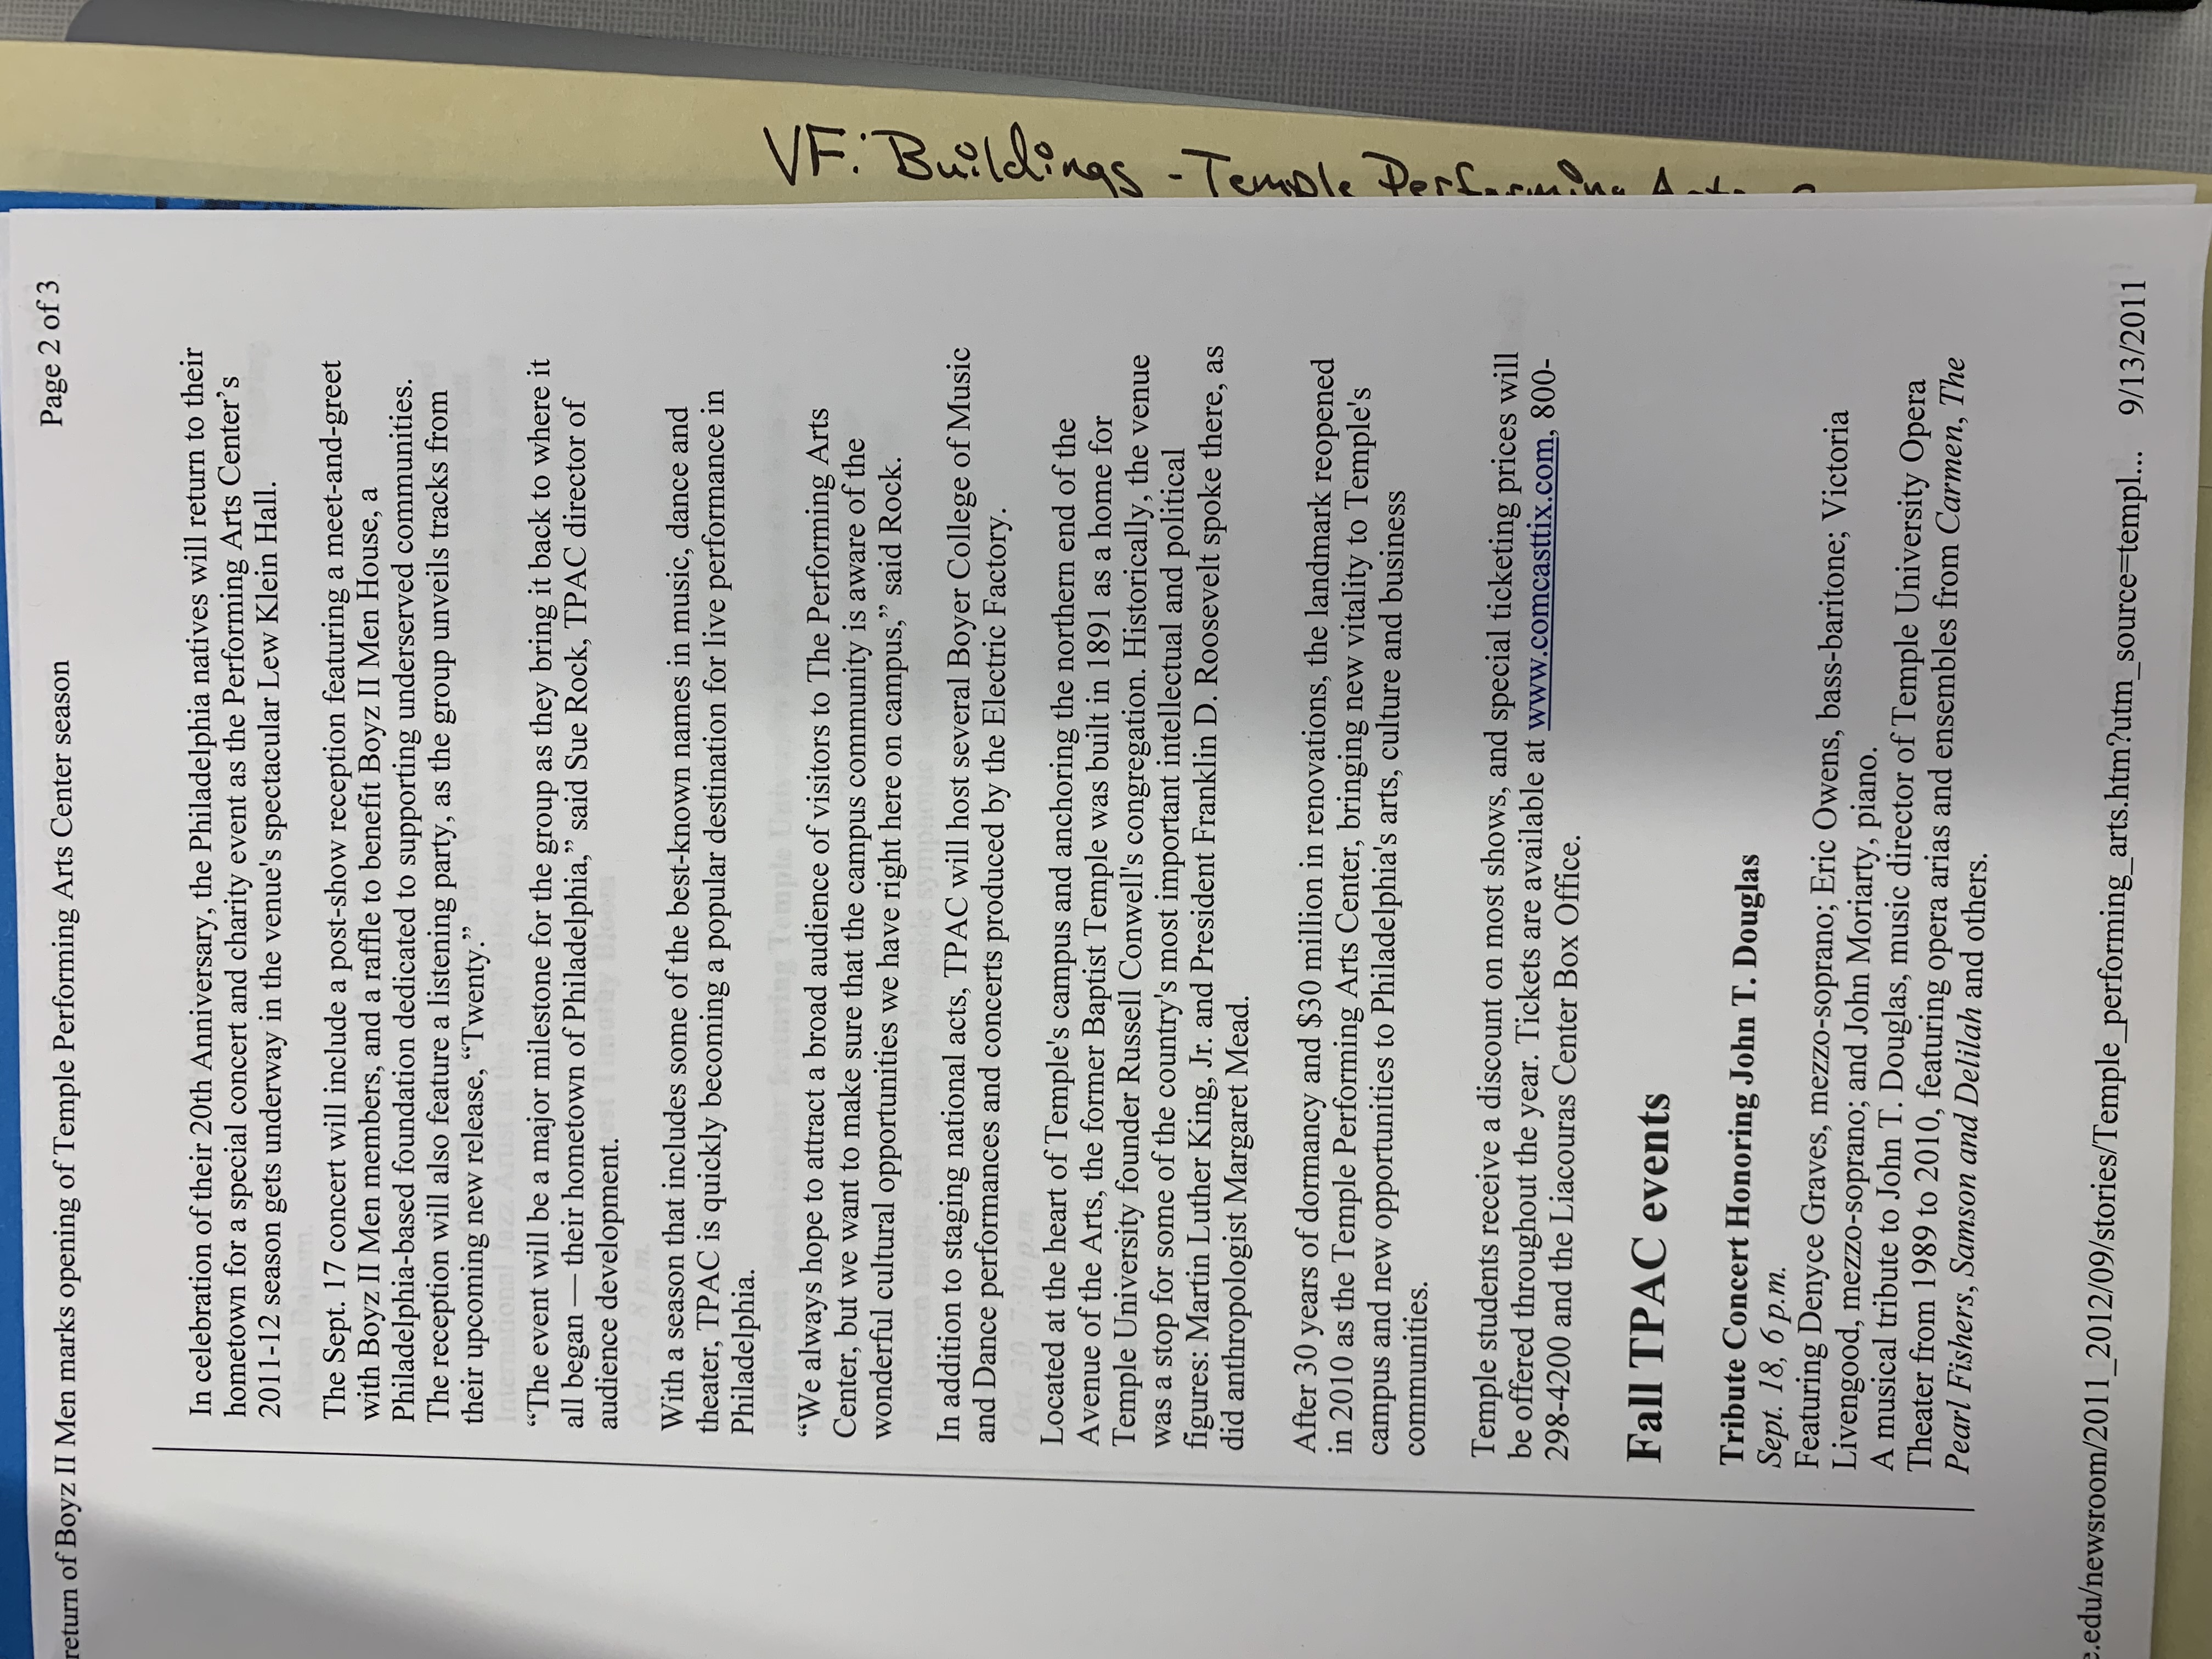 return of Boyz II Men marks opening of Temple Performing Arts Center season
Page 2 of 3
In celebration of their 20th Anniversary, the Philadelphia natives will return to their
hometown for a special concert and charity event as the Performing Arts Center’s
2011-12 season gets underway in the venue's spectacular Lew Klein Hall.
The Sept. 17 concert will include a post-show reception featuring a meet-and-greet
with Boyz II Men members, and a raffle to benefit Boyz II Men House, a
Philadelphia-based foundation dedicated to supporting underserved communities.
The reception will also feature a listening party, as the group unveils tracks from
their upcoming new release, “Twenty.”
“The event will be a major milestone for the group as they bring it back to where it
all began — their hometown of Philadelphia,” said Sue Rock, TPAC director of
audience development.
With a season that includes some of the best-known names in music, dance and
theater, TPAC is quickly becoming a popular destination for live performance in
Philadelphia.
“We always hope to attract a broad audience of visitors to The Performing Arts
Center, but we want to make sure that the campus community is aware of the
wonderful cultural opportunities we have right here on campus,” said Rock.
In addition to staging national acts, TPAC will host several Boyer College of Music
and Dance performances and concerts produced by the Electric Factory.
Located at the heart of Temple's campus and anchoring the northern end of the
Avenue of the Arts, the former Baptist Temple was built in 1891 as a home for
Temple University founder Russell Conwell's congregation. Historically, the venue
was a stop for some of the country's most important intellectual and political
figures: Martin Luther King, Jr. and President Franklin D. Roosevelt spoke there, as
did anthropologist Margaret Mead.
After 30 years of dormancy and $30 million in renovations, the landmark reopened
in 2010 as the Temple Performing Arts Center, bringing new vitality to Temple's
campus and new opportunities to Philadelphia's arts, culture and business
communities.
Temple students receive a discount on most shows, and special ticketing prices will
be offered throughout the year. Tickets are available at www.comcasttix.com, 800-
298-4200 and the Liacouras Center Box Office.
Fall TPAC events
Tribute Concert Honoring John T. Douglas
Sept. 18, 6 p.m.
Featuring Denyce Graves, mezzo-soprano; Eric Owens, bass-baritone; Victoria
Livengood, mezzo-soprano; and John Moriarty, piano.
A musical tribute to John T. Douglas, music director of Temple University Opera
Theater from 1989 to 2010, featuring opera arias and ensembles from Carmen, The
Pearl Fishers, Samson and Delilah and others.
e.edu/newsroom/2011_2012/09/stories/Temple_performing_arts.htm?utm_source=templ...
9/13/2011
VF: Buildings - Temple Performing Arts